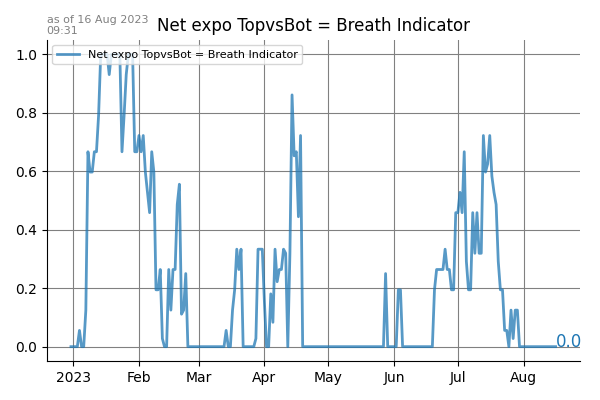 as of 16 Aug 2023
09:31
Net expo TopvsBot = Breath Indicator
Net expo TopvsBot = Breath Indicator
1.0
0.8
0.6
0.4
0.2
0.0
0.0
2023 Feb Mar Apr May Jun Jul Aug